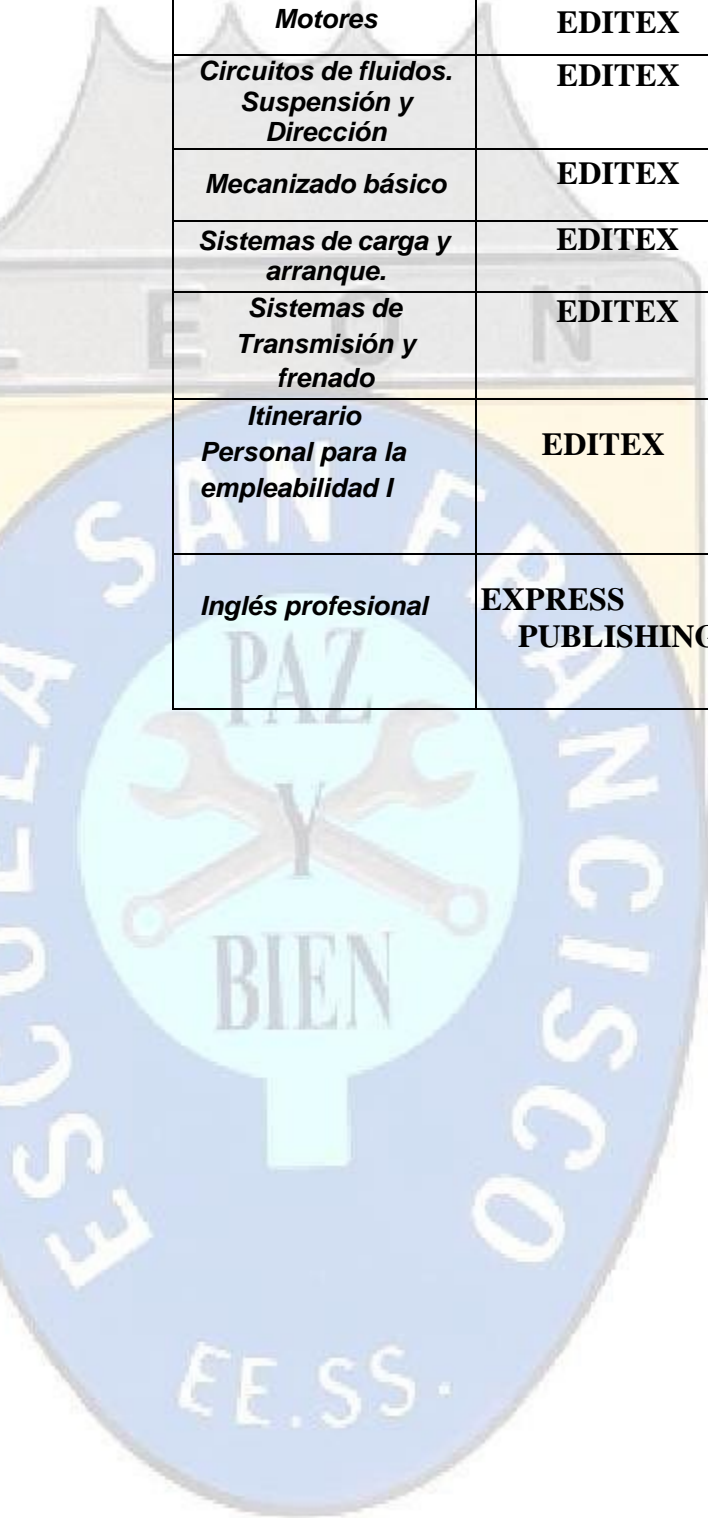 Motores EDITEX
Circuitos de fluidos. EDITEX
Suspensión y
Dirección
Mecanizado básico EDITEX
Sistemas de carga y EDITEX
arranque.
Sistemas de EDITEX
Transmisión y
frenado
Itinerario
Personal para la EDITEX
empleabilidad I
Inglés profesional EXPRESS
PUBLISHING
L E O N
ESCUELA SAN FRANCISCO
PAZ
Y
BIEN
EE.SS.